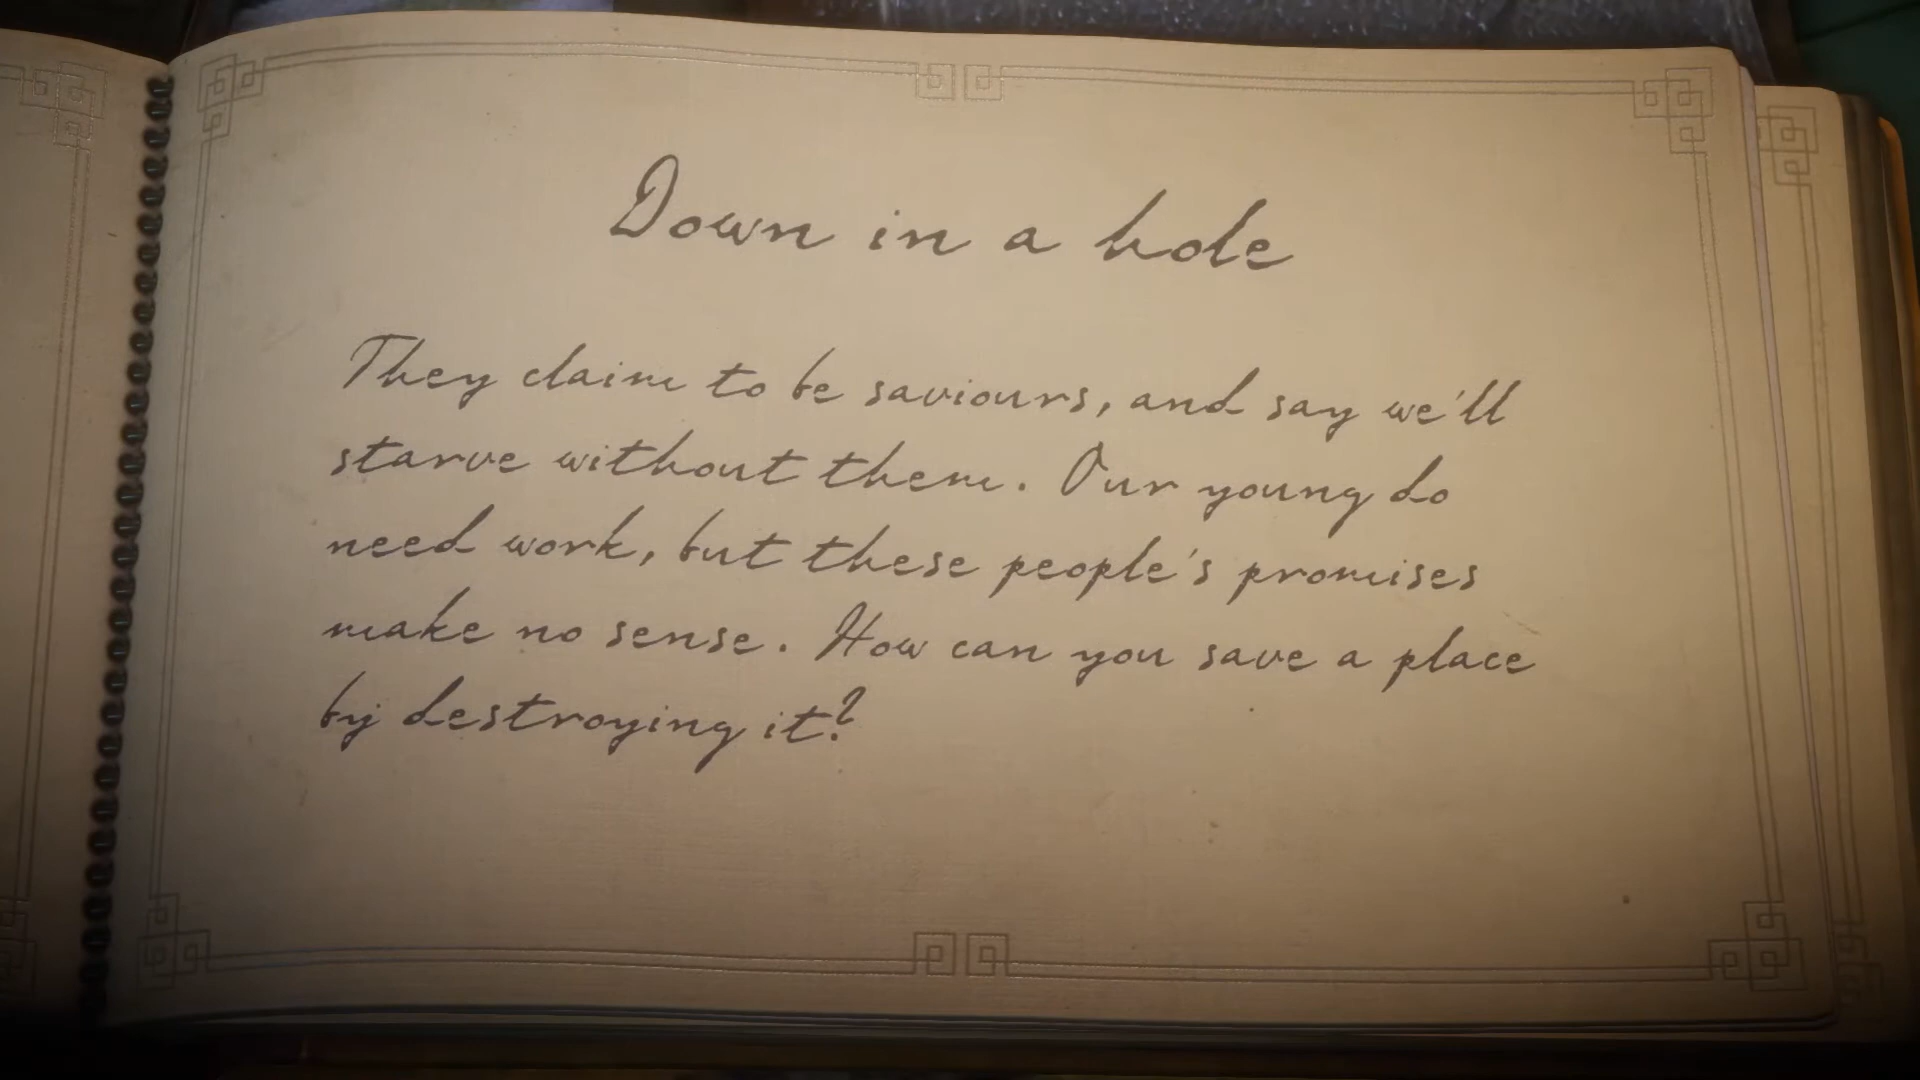 Down in a hole
They claim to be saviours, and say we'll
starve without them. Our young do
need work, but these people's promises
make no sense. How can you save a place
by destroying it?